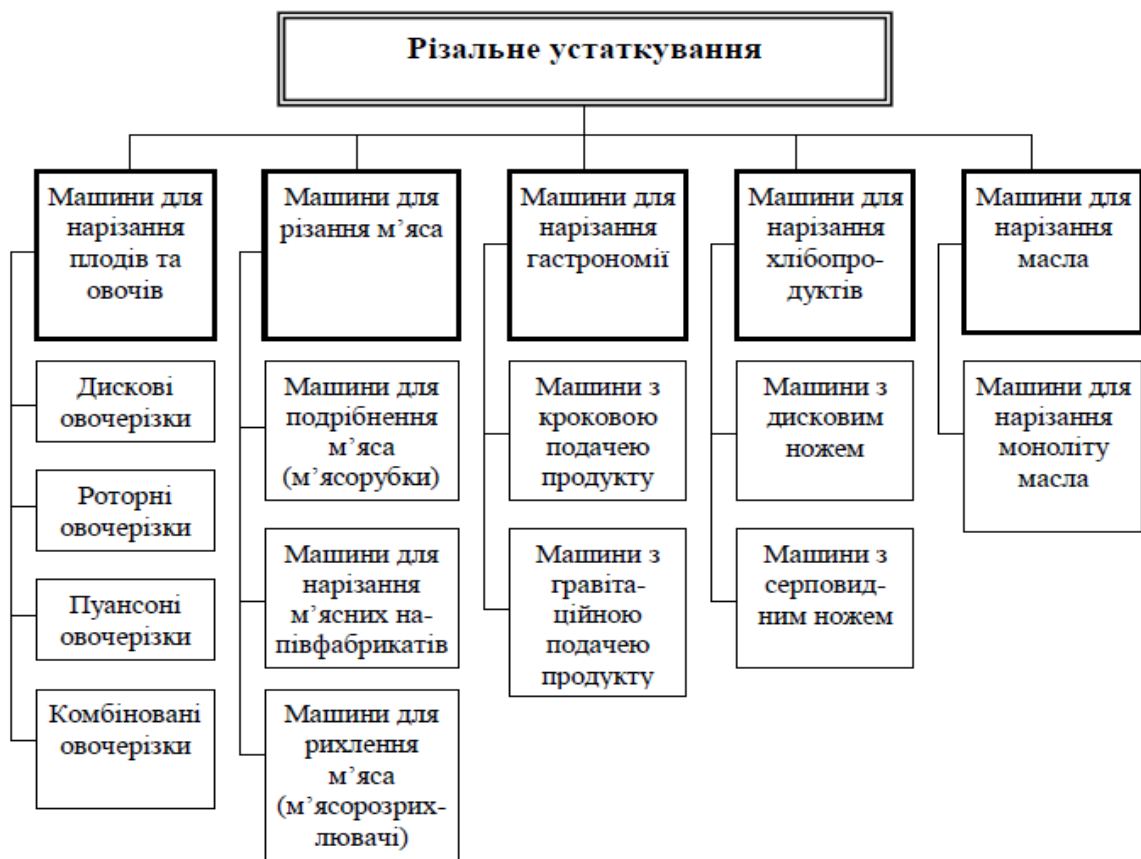 Різальне устаткування
Машини для
нарізання
плодів та
овочів
Дискові
овочерізки
Роторні
овочерізки
Пуансоні
овочерізки
Комбіновані
овочерізки
Машини для
різання м’яса
Машини для
подрібнення
м’яса
(м’ясорубки)
Машини для
нарізання
м’ясних на-
півфабрикатів
Машини для
рихлення
м’яса
(м’ясорозрих-
лювачі)
Машини для
нарізання
гастрономії
Машини з
кроковою
подачею
продукту
Машини з
гравіта-
ційною
подачею
продукту
Машини для
нарізання
хлібопро-
дуктів
Машини з
дисковим
ножем
Машини з
серповид-
ним ножем
Машини для
нарізання
масла
Машини для
нарізання
моноліту
масла